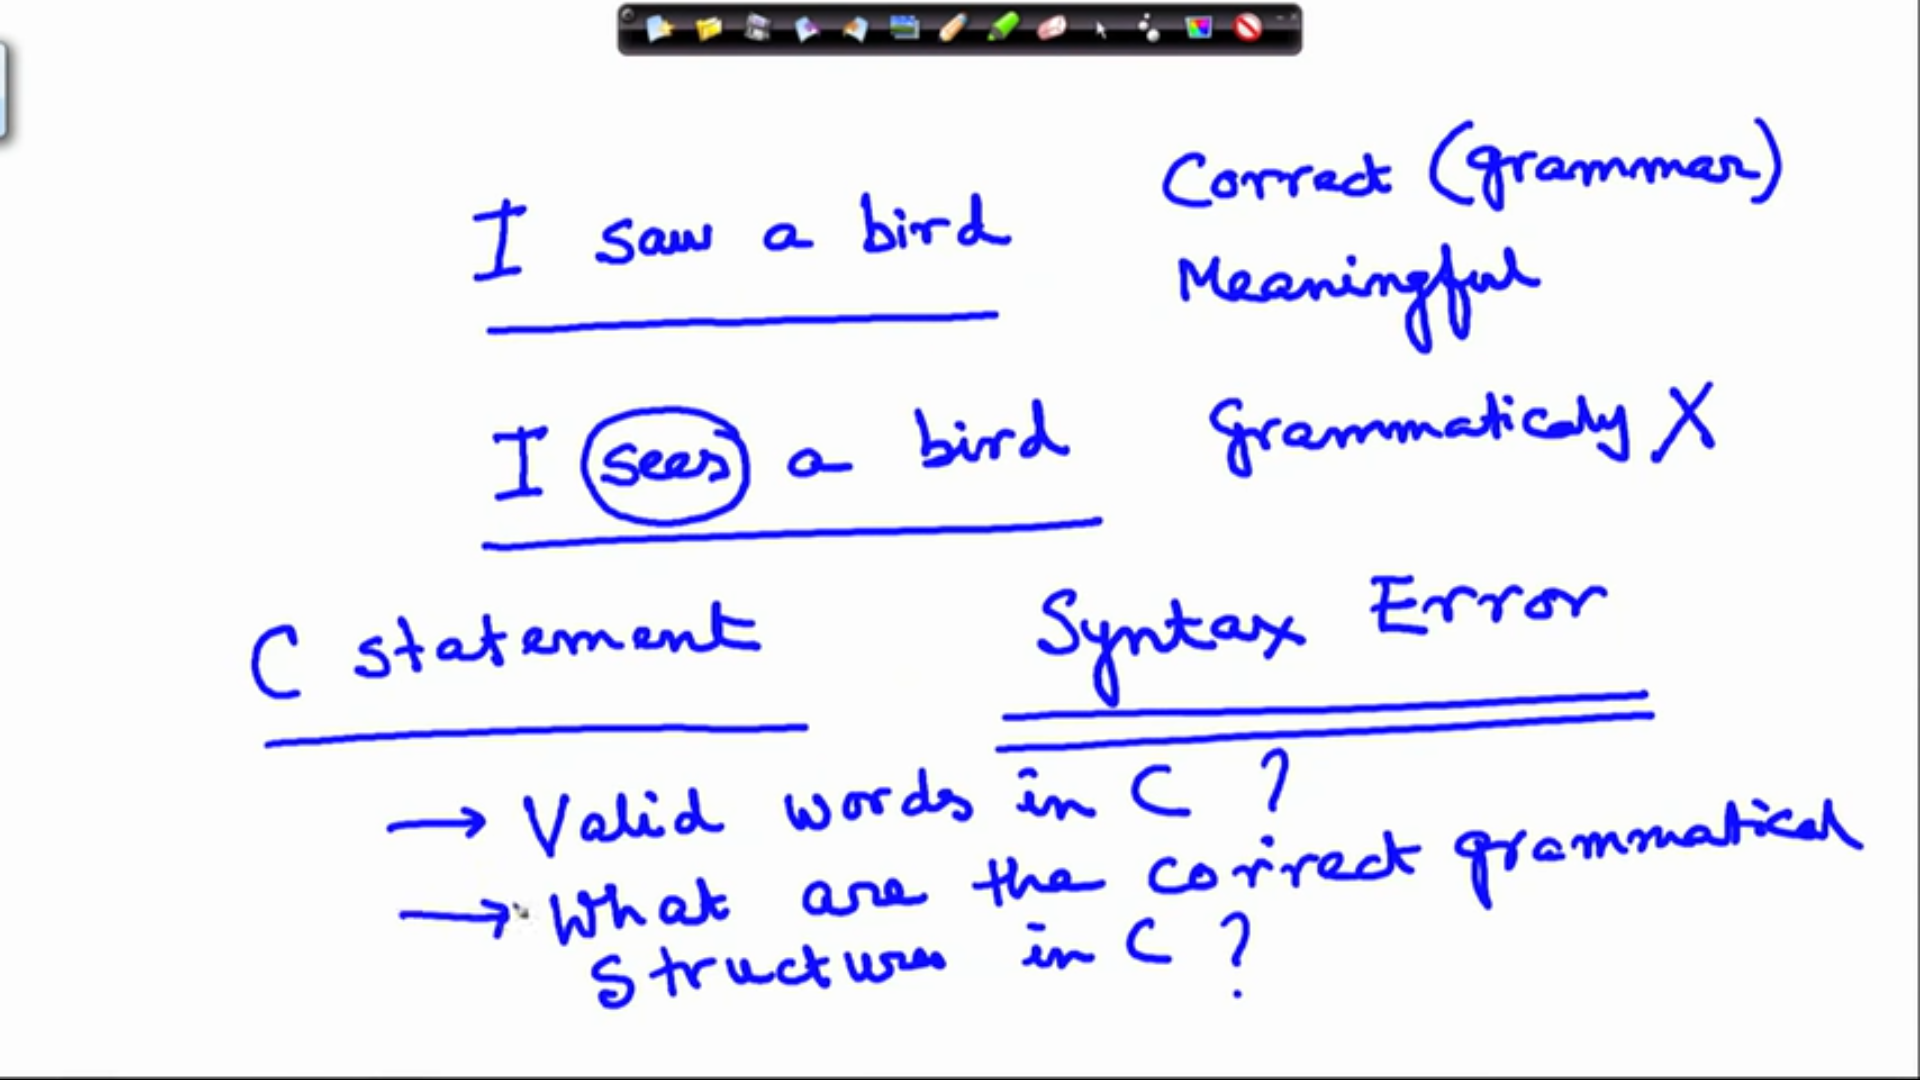 I saw a bird Correct (grammar)
Meaningful
I sees a bird Grammaticaly X
C statement Syntax Error
→ Valid words in C ?
→ What are the correct grammatical
structures in C ?